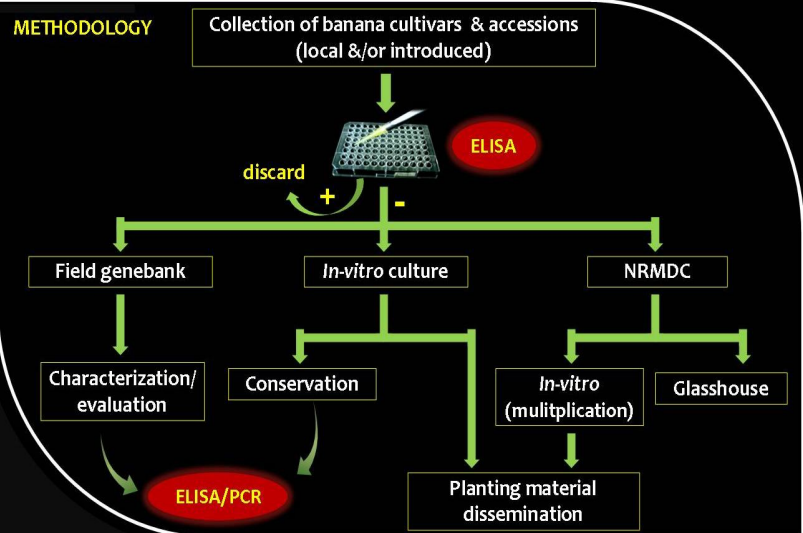 METHODOLOGY
Collection of banana cultivars & accessions
(local &/or introduced)
ELISA
discard
+
-
Field genebank
In-vitro culture
NRMDC
Characterization/
evaluation
Conservation
In-vitro
(mulitplication)
Glasshouse
ELISA/PCR
Planting material
dissemination